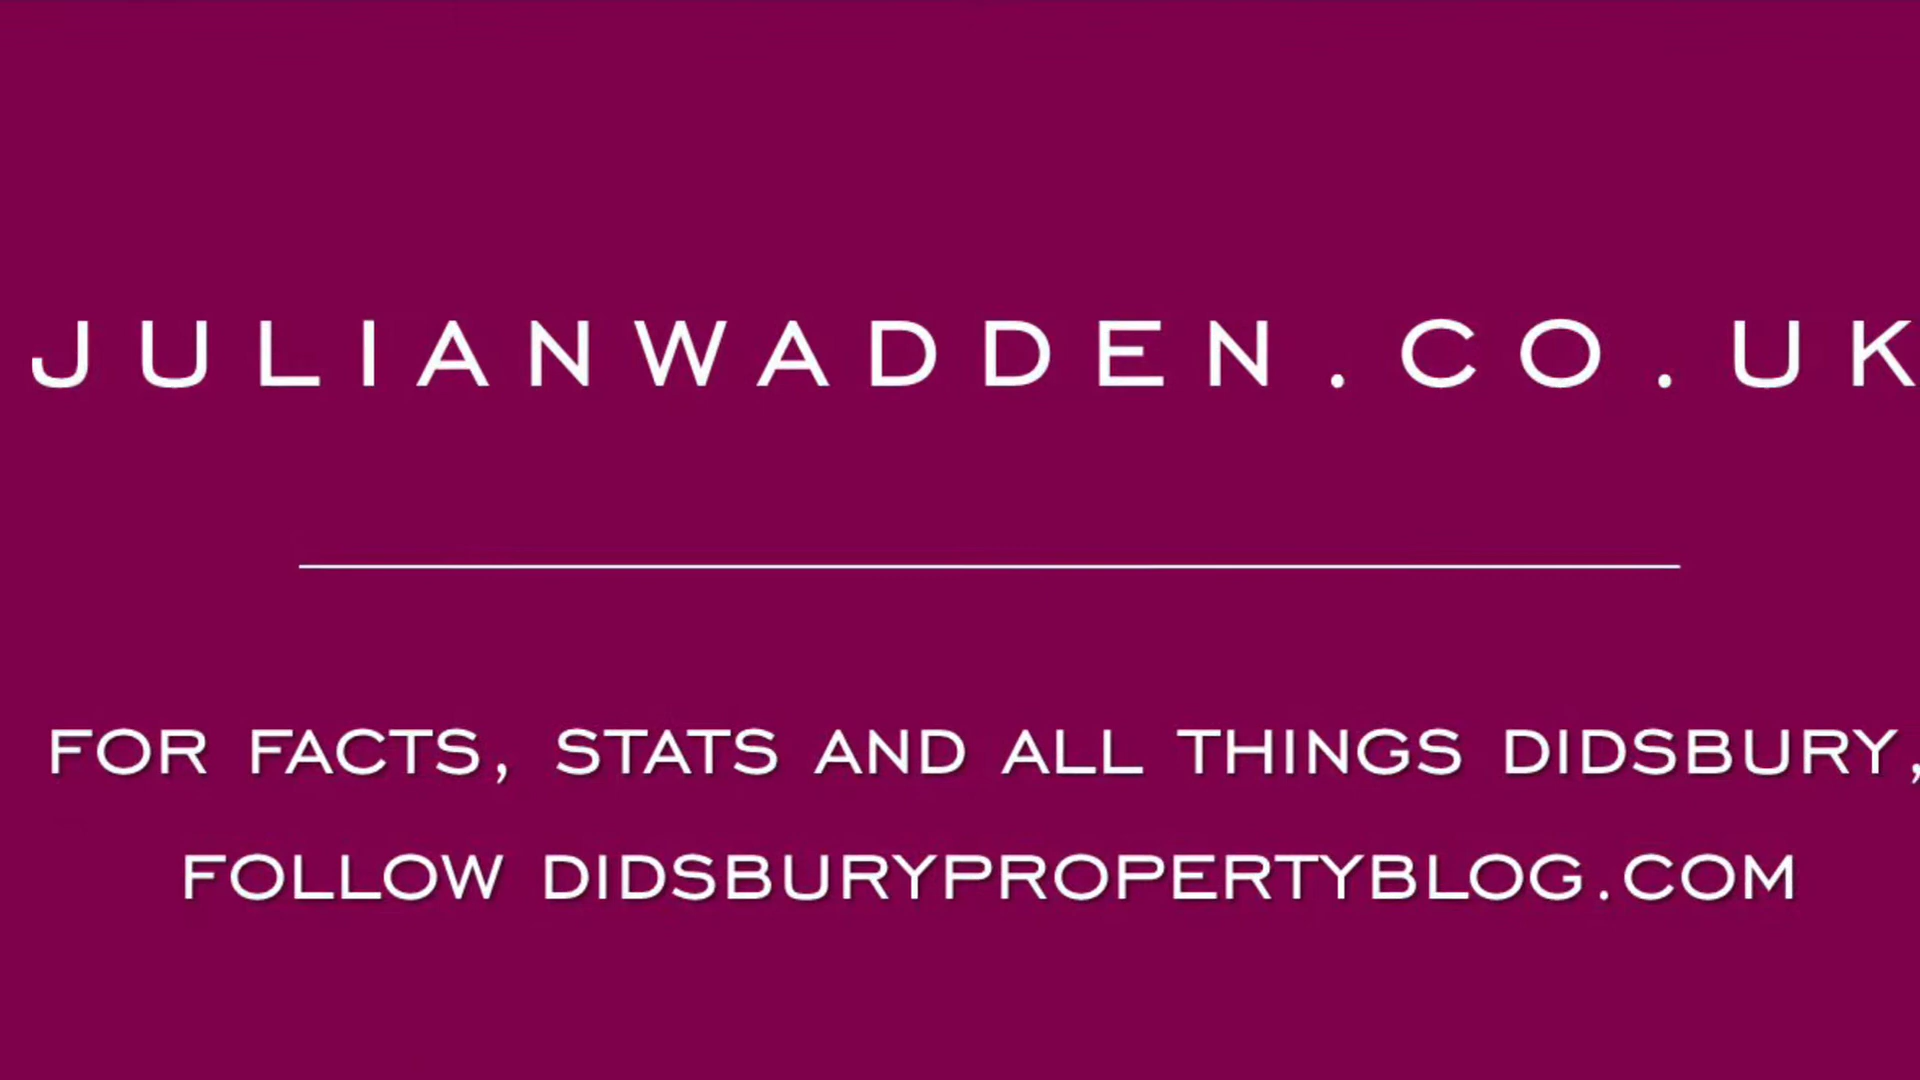 JULIANWADDEN.CO.UK
FOR FACTS, STATS AND ALL THINGS DIDSBURY,
FOLLOW DIDSBURYPROPERTYBLOG.COM